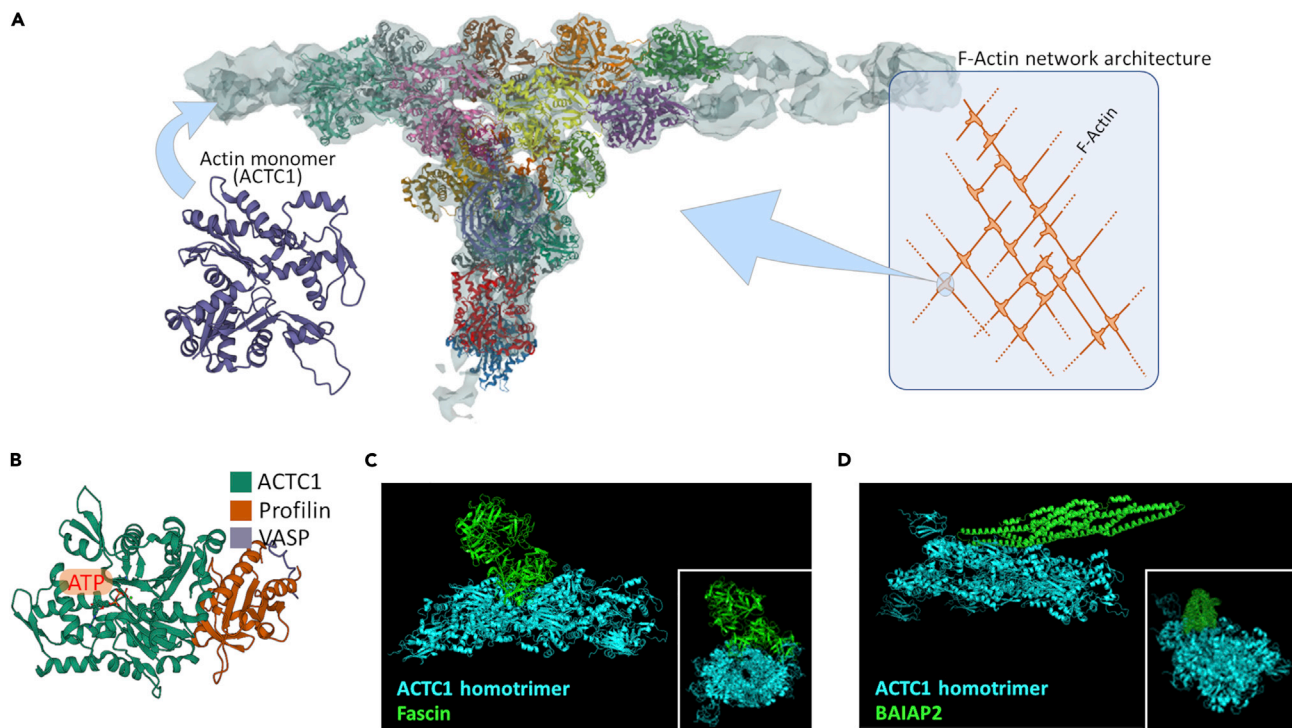 A
F-Actin network architecture
F-Actin
Actin monomer
(ACTC1)
B
ACTC1
Profilin
VASP
ATP
C
ACTC1 homotrimer
Fascin
D
ACTC1 homotrimer
BAIAP2